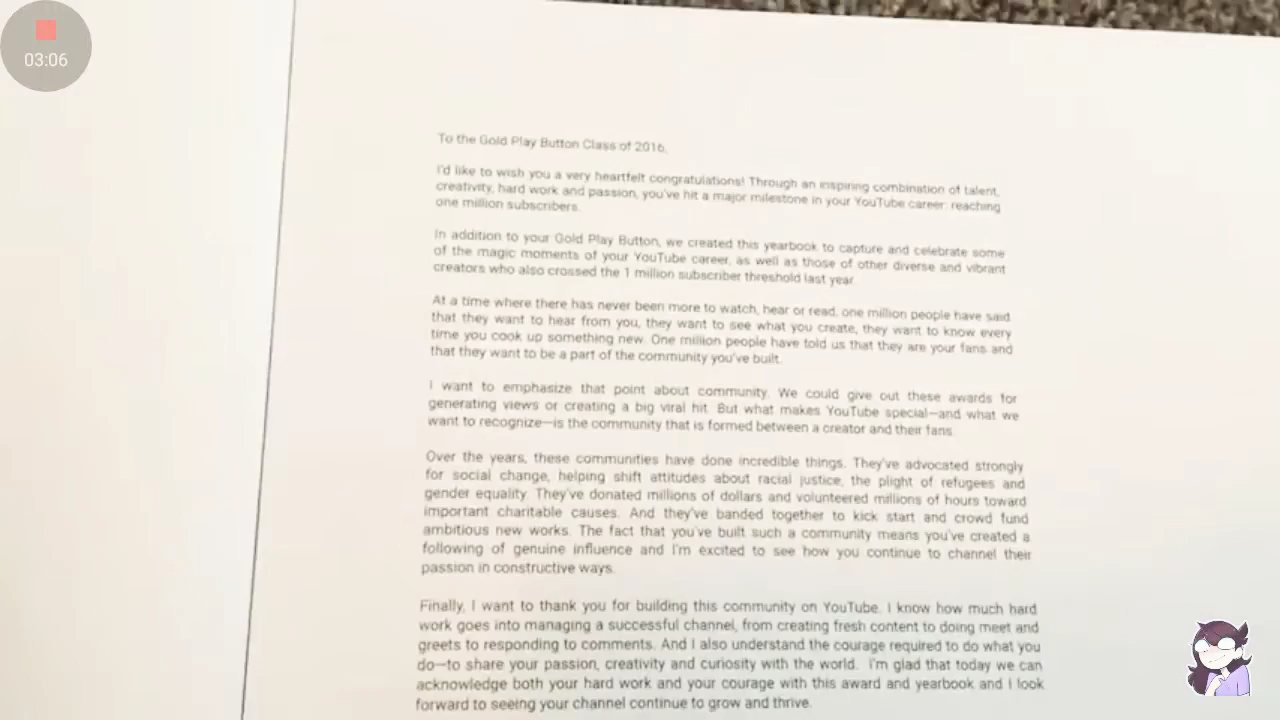 03:06
To the Gold Play Button Class of 2016,
I'd like to wish you a very heartfelt congratulations! Through an inspiring combination of talent,
creativity, hard work and passion, you've hit a major milestone in your YouTube career: reaching
one million subscribers.
In addition to your Gold Play Button, we created this yearbook to capture and celebrate some
of the magic moments of your YouTube career, as well as those of other diverse and vibrant
creators who also crossed the 1 million subscriber threshold last year.
At a time where there has never been more to watch, hear or read, one million people have said
that they want to hear from you, they want to see what you create, they want to know every
time you cook up something new. One million people have told us that they are your fans and
that they want to be a part of the community you've built.
I want to emphasize that point about community. We could give out these awards for
generating views or creating a big viral hit. But what makes YouTube special—and what we
want to recognize—is the community that is formed between a creator and their fans.
Over the years, these communities have done incredible things. They've advocated strongly
for social change, helping shift attitudes about racial justice, the plight of refugees and
gender equality. They've donated millions of dollars and volunteered millions of hours toward
important charitable causes. And they've banded together to kick start and crowd fund
ambitious new works. The fact that you've built such a community means you've created a
following of genuine influence and I'm excited to see how you continue to channel their
passion in constructive ways.
Finally, I want to thank you for building this community on YouTube. I know how much hard
work goes into managing a successful channel, from creating fresh content to doing meet and
greets to responding to comments. And I also understand the courage required to do what you
do—to share your passion, creativity and curiosity with the world. I'm glad that today we can
acknowledge both your hard work and your courage with this award and yearbook and I look
forward to seeing your channel continue to grow and thrive.